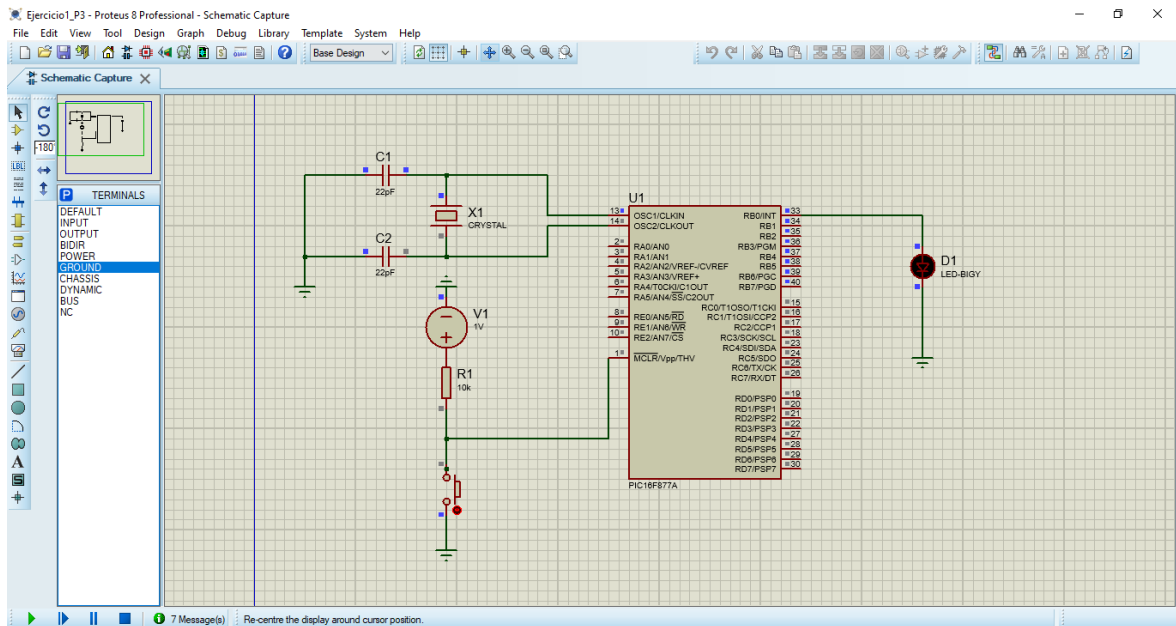 Ejercicio1_P3 - Proteus 8 Professional - Schematic Capture
File Edit View Tool Design Graph Debug Library Template System Help
Base Design
Schematic Capture
-180°
LBL
P TERMINALS
DEFAULT
INPUT
OUTPUT
BIDIR
POWER
GROUND
CHASSIS
DYNAMIC
BUS
NC
A
S
C1
22pF
X1
CRYSTAL
C2
22pF
V1
1V
R1
10k
U1
13 OSC1/CLKIN RB0/INT 33
14 OSC2/CLKOUT RB1 34
RB2 35
2 RA0/AN0 RB3/PGM 36
3 RA1/AN1 RB4 37
4 RA2/AN2/VREF-/CVREF RB5 38
5 RA3/AN3/VREF+ RB6/PGC 39
6 RA4/T0CKI/C1OUT RB7/PGD 40
7 RA5/AN4/SS/C2OUT
RC0/T1OSO/T1CKI 15
8 RE0/AN5/RD RC1/T1OSI/CCP2 16
9 RE1/AN6/WR RC2/CCP1 17
10 RE2/AN7/CS RC3/SCK/SCL 18
RC4/SDI/SDA 23
1 MCLR/Vpp/THV RC5/SDO 24
RC6/TX/CK 25
RC7/RX/DT 26
RD0/PSP0 19
RD1/PSP1 20
RD2/PSP2 21
RD3/PSP3 22
RD4/PSP4 27
RD5/PSP5 28
RD6/PSP6 29
RD7/PSP7 30
PIC16F877A
D1
LED-BIGY
7 Message(s) Re-centre the display around cursor position.